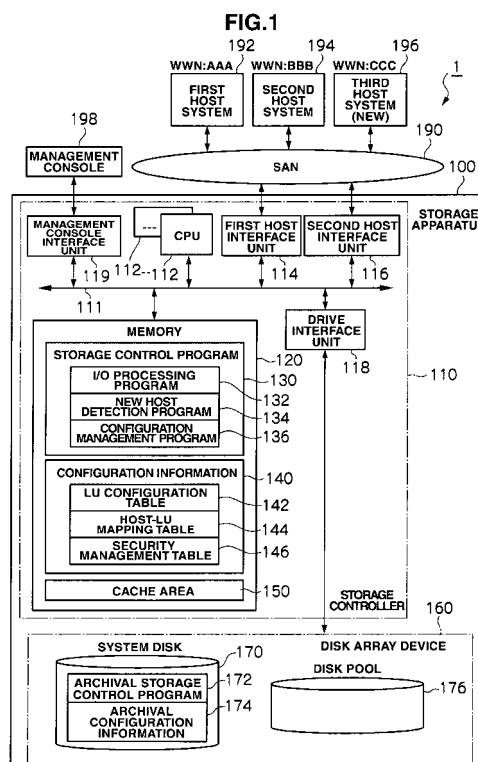 FIG.1
192
194
196
WWN:AAA
WWN:BBB
WWN:CCC
1
FIRST
HOST
SYSTEM
SECOND
HOST
SYSTEM
THIRD
HOST
SYSTEM
(NEW)
198
190
MANAGEMENT
CONSOLE
SAN
100
STORAGE
APPARATU
MANAGEMENT
CONSOLE
INTERFACE
UNIT
CPU
FIRST HOST
INTERFACE
UNIT
SECOND HOST
INTERFACE
UNIT
119
112--112
114
116
111
MEMORY
DRIVE
INTERFACE
UNIT
118
STORAGE CONTROL PROGRAM
120
I/O PROCESSING
PROGRAM
130
110
132
NEW HOST
DETECTION PROGRAM
134
CONFIGURATION
MANAGEMENT PROGRAM
136
CONFIGURATION INFORMATION
140
LU CONFIGURATION
TABLE
142
HOST-LU
MAPPING TABLE
144
SECURITY
MANAGEMENT TABLE
146
CACHE AREA
150
STORAGE
CONTROLLER
160
SYSTEM DISK
DISK ARRAY DEVICE
170
DISK POOL
ARCHIVAL STORAGE
CONTROL PROGRAM
172
176
ARCHIVAL
CONFIGURATION
INFORMATION
174